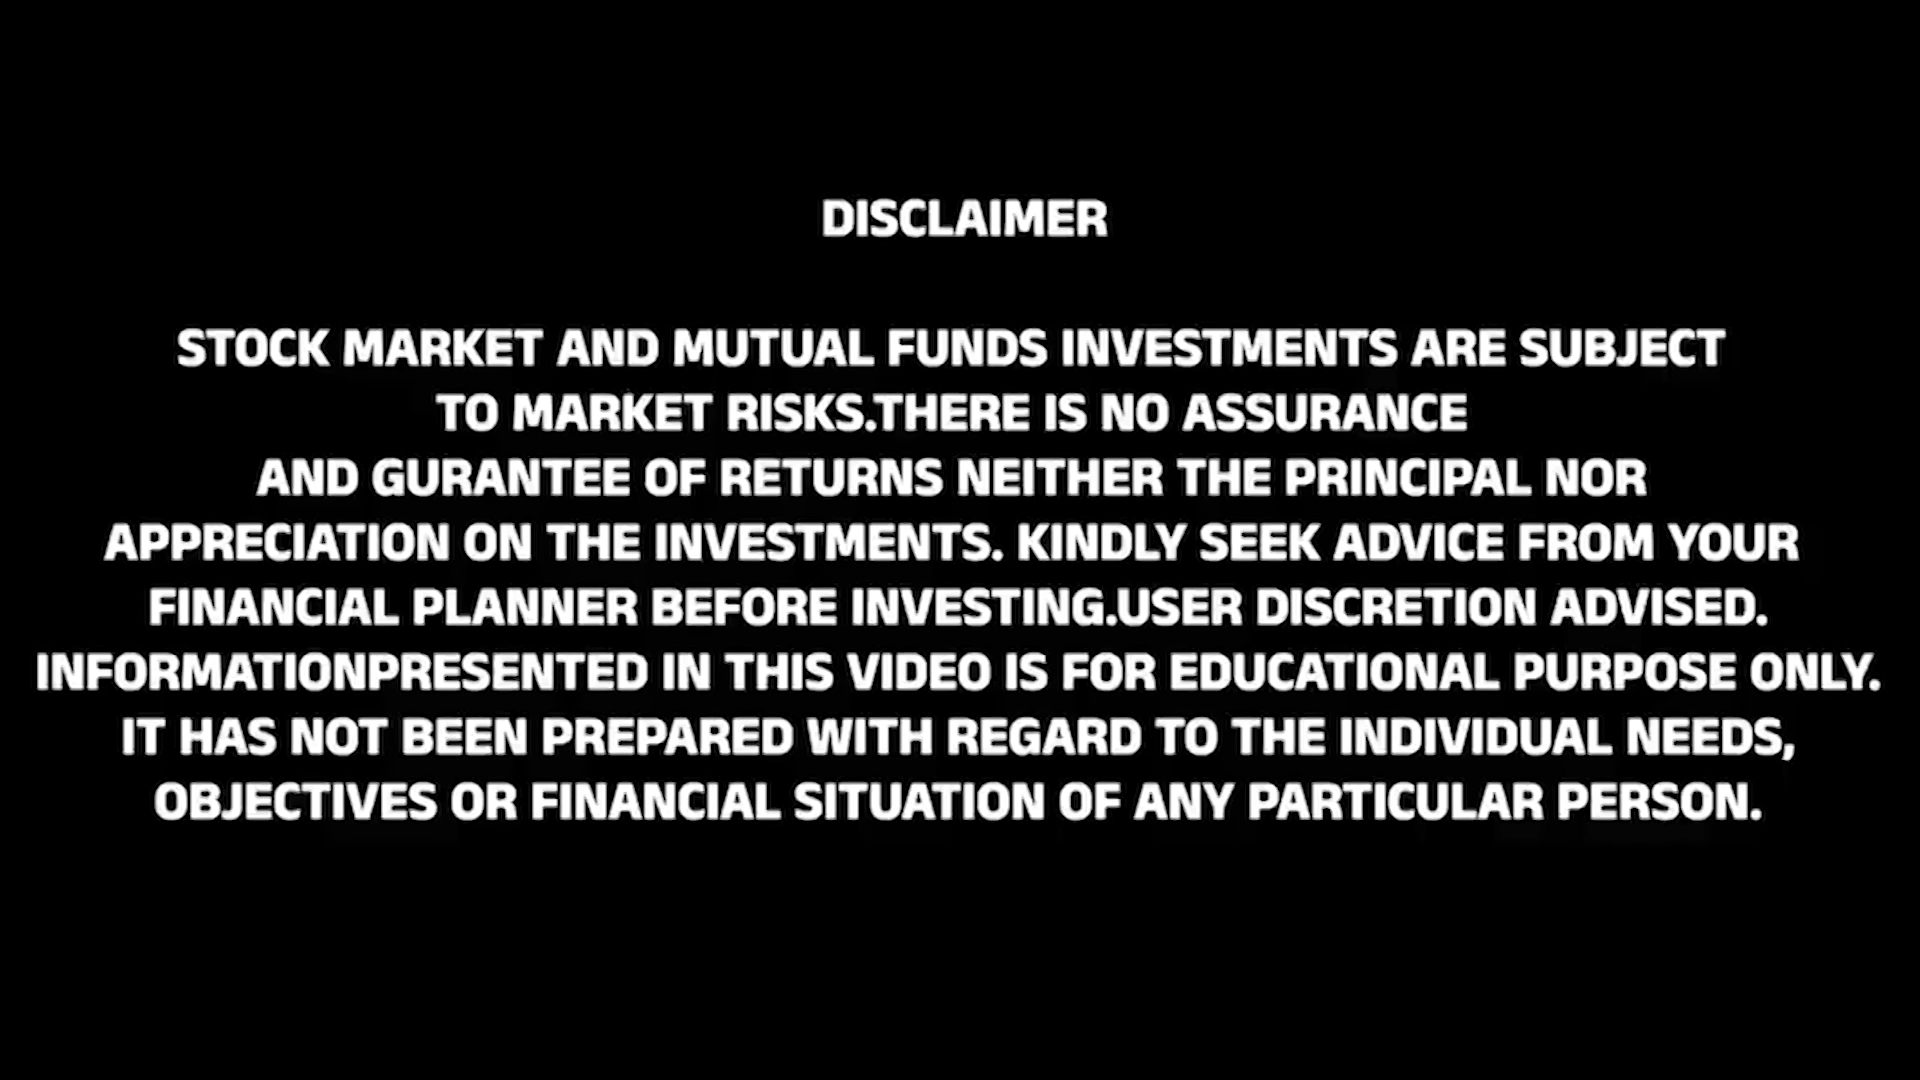 DISCLAIMER
STOCK MARKET AND MUTUAL FUNDS INVESTMENTS ARE SUBJECT
TO MARKET RISKS.THERE IS NO ASSURANCE
AND GURANTEE OF RETURNS NEITHER THE PRINCIPAL NOR
APPRECIATION ON THE INVESTMENTS. KINDLY SEEK ADVICE FROM YOUR
FINANCIAL PLANNER BEFORE INVESTING.USER DISCRETION ADVISED.
INFORMATIONPRESENTED IN THIS VIDEO IS FOR EDUCATIONAL PURPOSE ONLY.
IT HAS NOT BEEN PREPARED WITH REGARD TO THE INDIVIDUAL NEEDS,
OBJECTIVES OR FINANCIAL SITUATION OF ANY PARTICULAR PERSON.